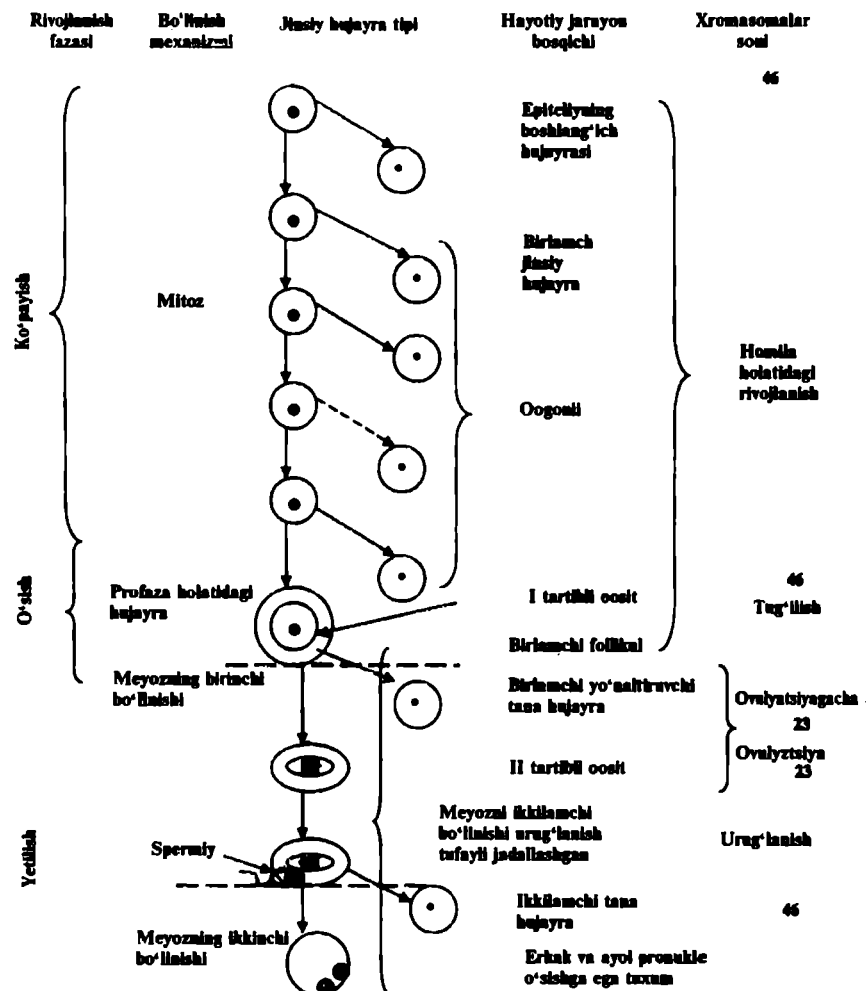 Rivojlanish
fazasi
Bo‘linish
mexanizmi
Jinsiy hujayra tipi
Hayotiy jarayon
bosqichi
Xromasomalar
soni
46
Epiteliyning
boshlang‘ich
hujayrasi
Birlamch
jinsiy
hujayra
Ko‘payish
Mitoz
Homila
holatidagi
rivojlanish
Oogonli
O‘sish
Profaza holatidagi
hujayra
I tartibli oosit
46
Tug‘ilish
Birlamchi follikul
Meyozning birinchi
bo‘linishi
Birlamchi yo‘naltiruvchi
tana hujayra
Ovulyatsiyagacha
23
Ovulyztsiya
23
II tartibli oosit
Meyozni ikkilamchi
bo‘linishi urug‘lanish
tufayli jadallashgan
Urug‘lanish
Yetilish
Spermiy
Ikkilamchi tana
hujayra
46
Meyozning ikkinchi
bo‘linishi
Erkak va ayol pronukle
o‘sishga ega tuxum